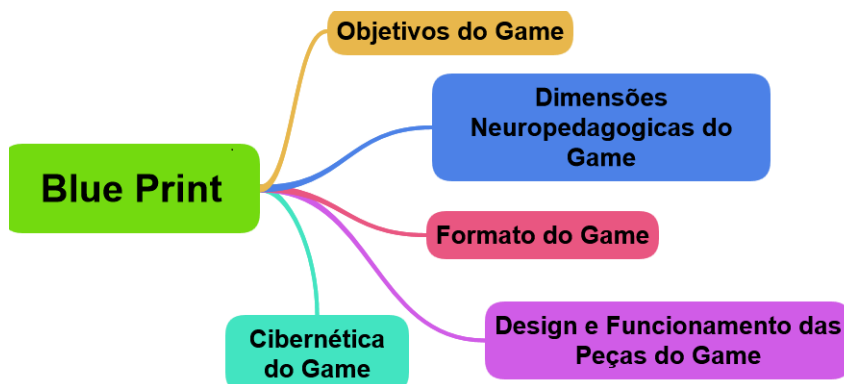 Objetivos do Game
Dimensões
Neuropedagogicas do
Game
Blue Print
Formato do Game
Design e Funcionamento das
Peças do Game
Cibernética
do Game